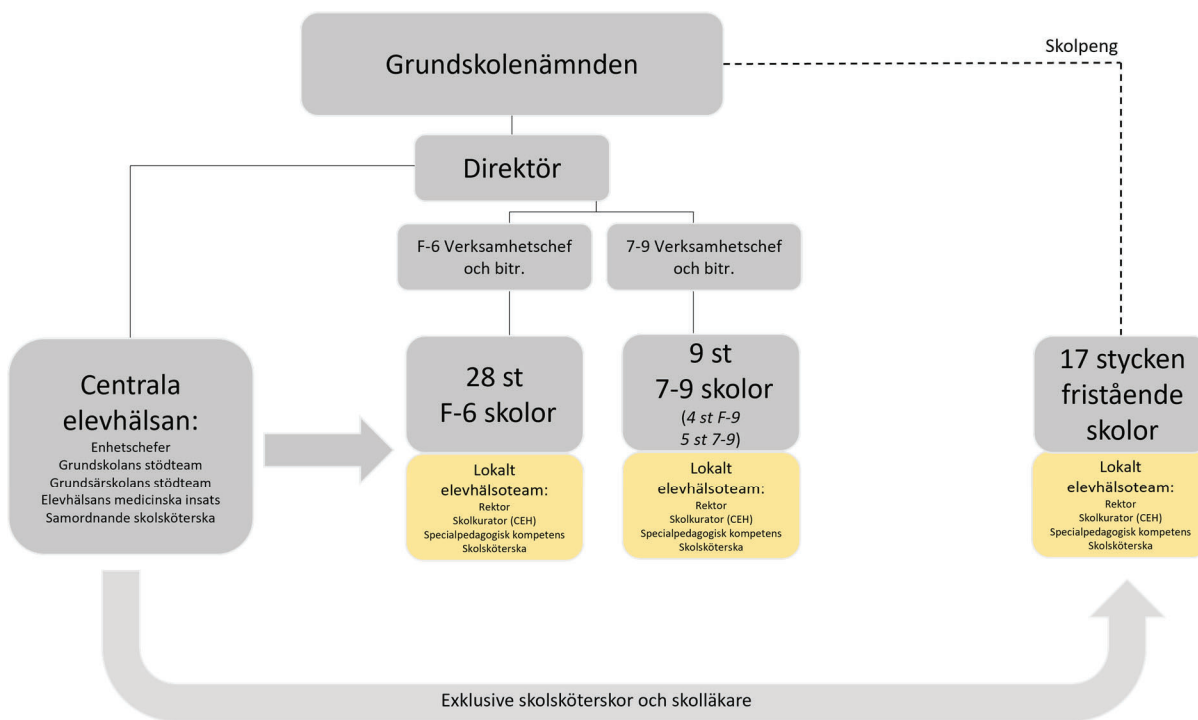 Skolpeng
Grundskolenämnden
Direktör
F-6 Verksamhetschef
och bitr.
7-9 Verksamhetschef
och bitr.
Centrala
elevhälsan:
Enhetschefer
Grundskolans stödteam
Grundsärskolans stödteam
Elevhälsans medicinska insats
Samordnande skolsköterska
28 st
F-6 skolor
Lokalt
elevhälsoteam:
Rektor
Skolkurator (CEH)
Specialpedagogisk kompetens
Skolsköterska
9 st
7-9 skolor
(4 st F-9
5 st 7-9)
Lokalt
elevhälsoteam:
Rektor
Skolkurator (CEH)
Specialpedagogisk kompetens
Skolsköterska
17 stycken
fristående
skolor
Lokalt
elevhälsoteam:
Rektor
Skolkurator (CEH)
Specialpedagogisk kompetens
Skolsköterska
Exklusive skolsköterskor och skolläkare